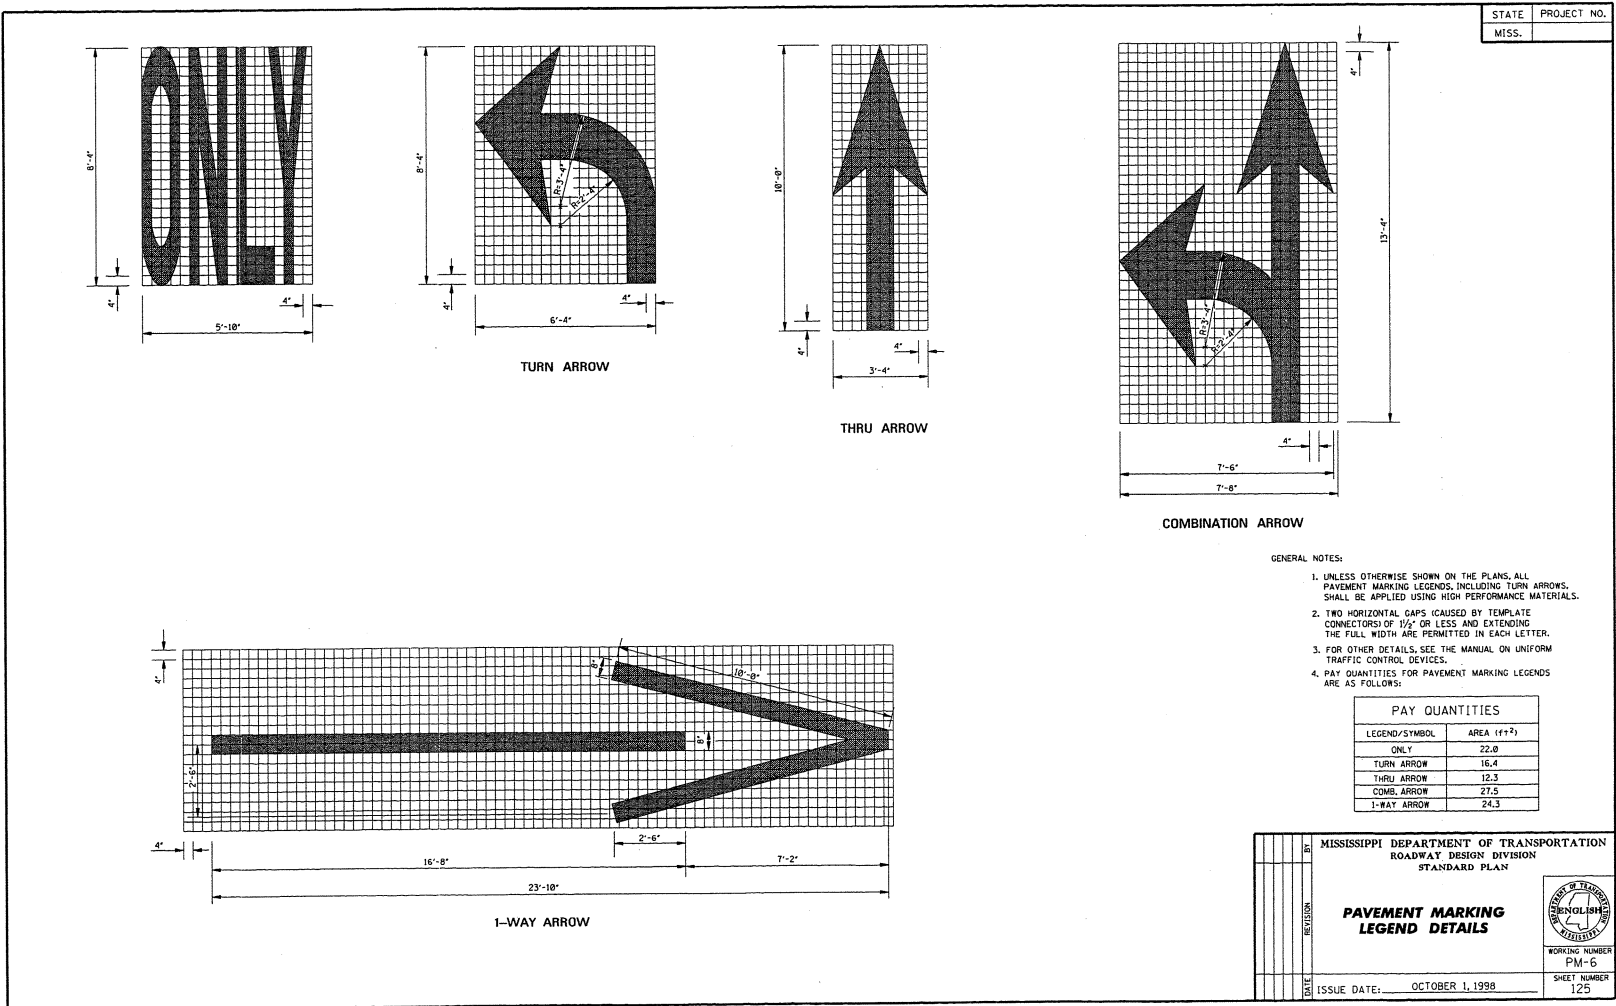 STATE PROJECT NO.
MISS.
ONLY
8'-4"
4"
4"
5'-10"
8'-4"
R=3'-4"
R=2'-4"
4"
4"
6'-4"
TURN ARROW
10'-0"
4"
4"
3'-4"
THRU ARROW
4"
13'-4"
R=3'-4"
R=2'-4"
4"
7'-6"
7'-8"
COMBINATION ARROW
GENERAL NOTES:
1. UNLESS OTHERWISE SHOWN ON THE PLANS, ALL
PAVEMENT MARKING LEGENDS, INCLUDING TURN ARROWS,
SHALL BE APPLIED USING HIGH PERFORMANCE MATERIALS.
2. TWO HORIZONTAL GAPS (CAUSED BY TEMPLATE
CONNECTORS) OF 1½" OR LESS AND EXTENDING
THE FULL WIDTH ARE PERMITTED IN EACH LETTER.
3. FOR OTHER DETAILS, SEE THE MANUAL ON UNIFORM
TRAFFIC CONTROL DEVICES.
4. PAY QUANTITIES FOR PAVEMENT MARKING LEGENDS
ARE AS FOLLOWS:
PAY QUANTITIES
LEGEND/SYMBOL AREA (ft²)
ONLY 22.0
TURN ARROW 16.4
THRU ARROW 12.3
COMB. ARROW 27.5
1-WAY ARROW 24.3
4"
8"
10'-0"
8"
2'-6"
4"
2'-6"
16'-8"
7'-2"
23'-10"
1-WAY ARROW
BY
REVISION
DATE
MISSISSIPPI DEPARTMENT OF TRANSPORTATION
ROADWAY DESIGN DIVISION
STANDARD PLAN
PAVEMENT MARKING
LEGEND DETAILS
DEPARTMENT OF TRANSPORTATION
ENGLISH
MISSISSIPPI
WORKING NUMBER
PM-6
ISSUE DATE: OCTOBER 1, 1998
SHEET NUMBER
125